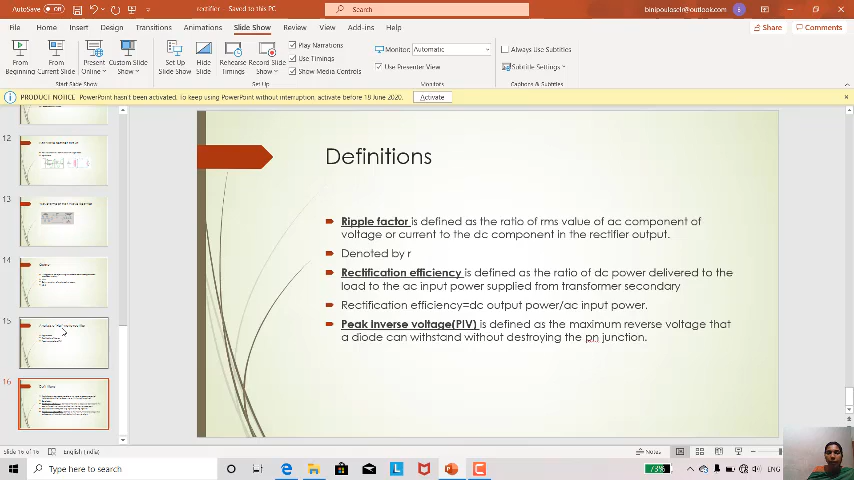 AutoSave Off
rectifier - Saved to this PC
Search
binipouloselr@outlook.com
B
File Home Insert Design Transitions Animations Slide Show Review View Add-ins Help
Share Comments
From Beginning
From Current Slide
Present Online
Custom Slide Show
Set Up Slide Show
Hide Slide
Rehearse Timings
Record Slide Show
Play Narrations
Use Timings
Show Media Controls
Monitor: Automatic
Use Presenter View
Always Use Subtitles
Subtitle Settings
Start Slide Show
Set Up
Monitors
Captions & Subtitles
PRODUCT NOTICE PowerPoint hasn't been activated. To keep using PowerPoint without interruption, activate before 18 June 2020.
Activate
12
13
14
15
16
Definitions
Definitions
Ripple factor is defined as the ratio of rms value of ac component of
voltage or current to the dc component in the rectifier output.
Denoted by r
Rectification efficiency is defined as the ratio of dc power delivered to the
load to the ac input power supplied from transformer secondary
Rectification efficiency=dc output power/ac input power.
Peak inverse voltage(PIV) is defined as the maximum reverse voltage that
a diode can withstand without destroying the pn junction.
Slide 16 of 16
English (India)
Notes
Type here to search
73%
ENG